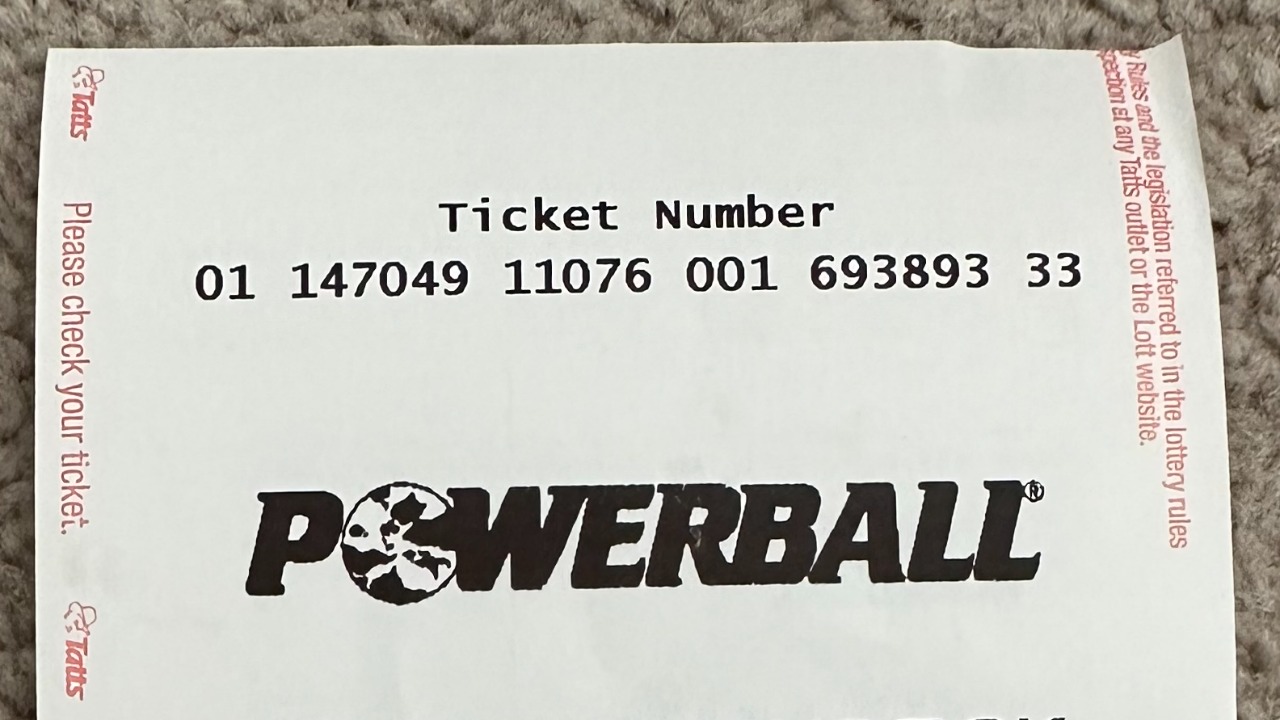 Tatts
Please check your ticket.
Tatts
Ticket Number
01 147049 11076 001 693893 33
POWERBALL®
Rules and the legislation referred to in the lottery rules
at any Tatts outlet or the Lott website.